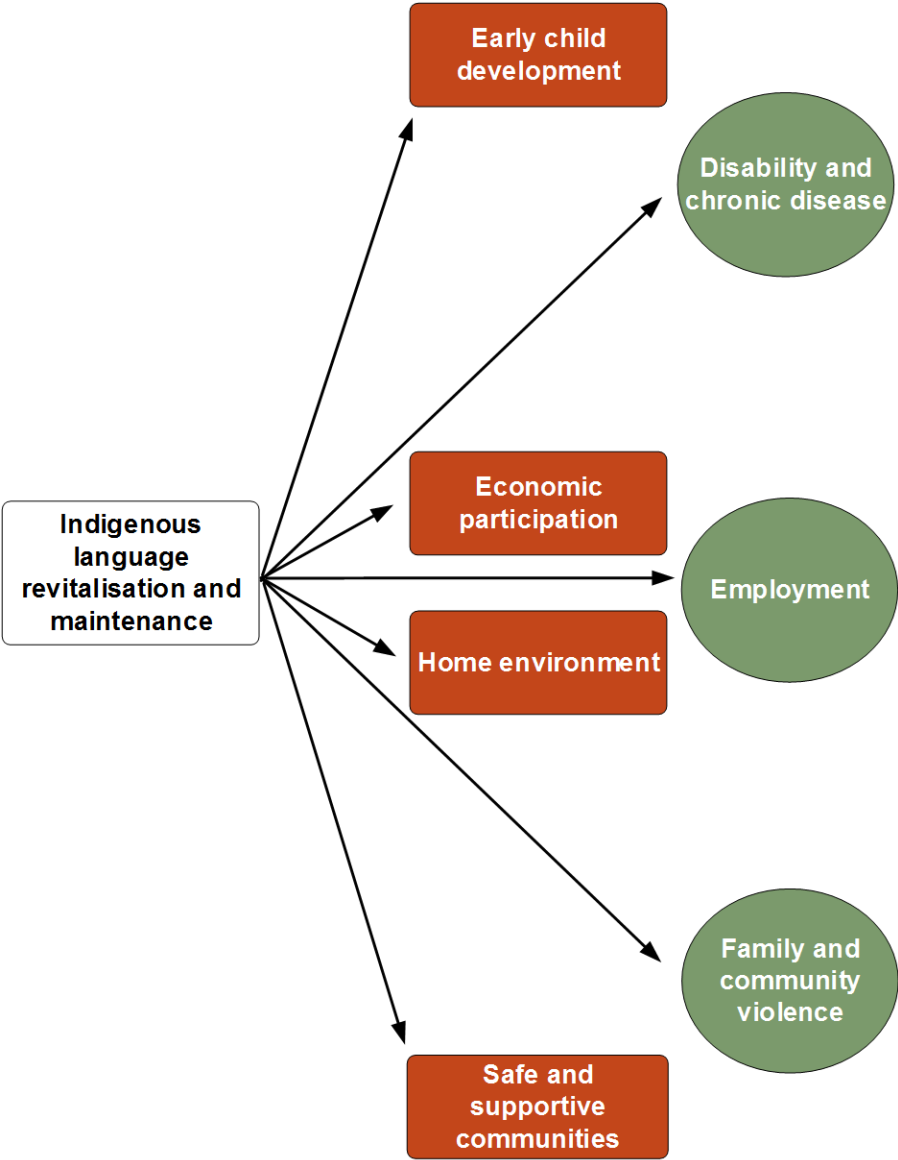 Early child
development
Disability and
chronic disease
Economic
participation
Indigenous
language
revitalisation and
maintenance
Employment
Home environment
Family and
community
violence
Safe and
supportive
communities